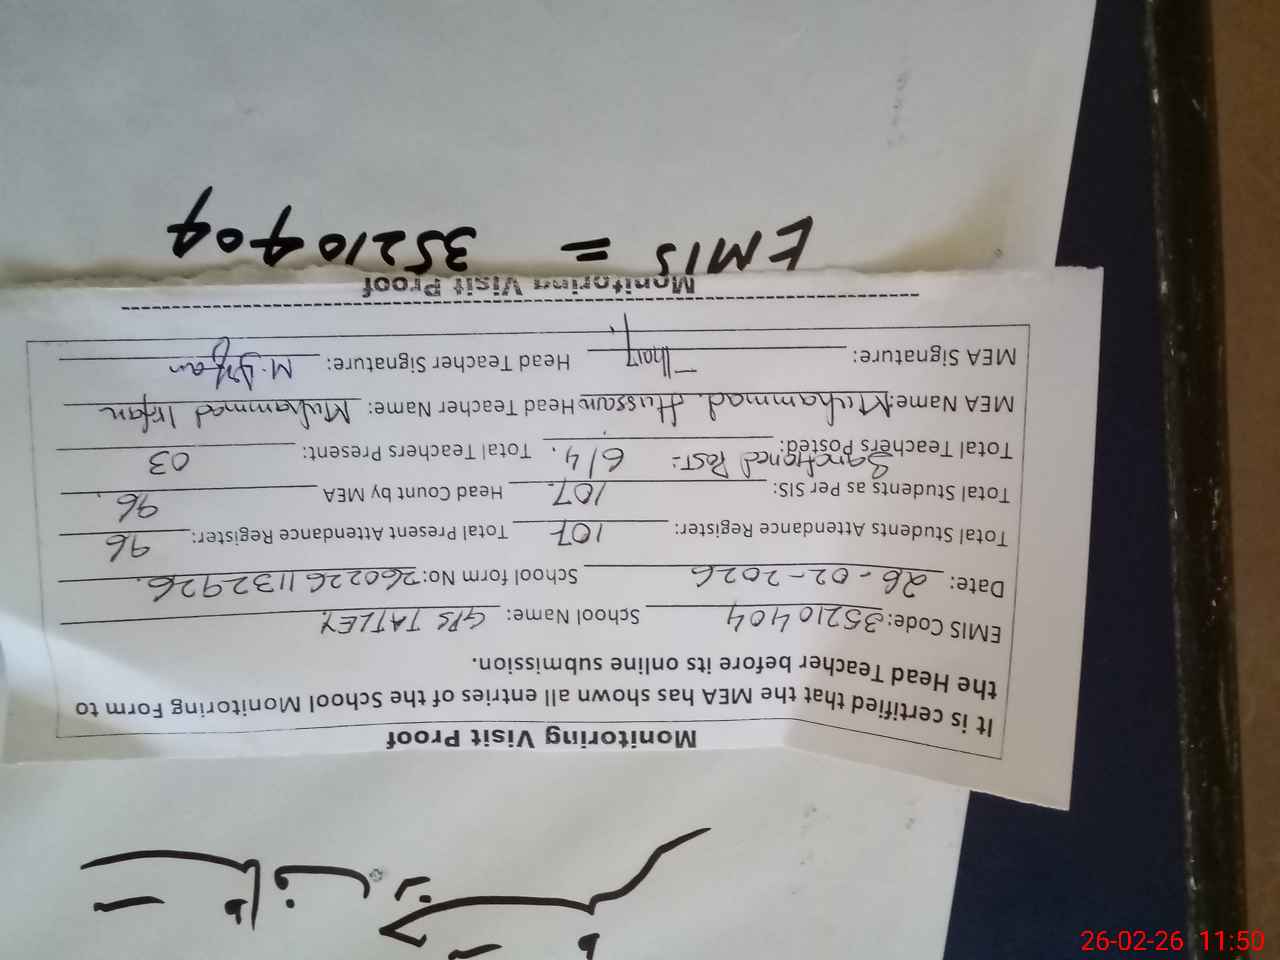 Monitoring Visit Proof
It is certified that the MEA has shown all entries of the School Monitoring Form to
the Head Teacher before its online submission.
EMIS Code: 35210404 School Name: GPS TATLEY
Date: 26-02-2026 School form No: 260226 1132926.
Total Students Attendance Register: 107 Total Present Attendant Register: 96
Total Students as Per SIS: 107. Head Count by MEA 96.
Sanctioned Post:
Total Teachers Posted: 6/4. Total Teachers Present: 03
MEA Name: Muhammad Hussain Head Teacher Name: Muhammad Irfan
MEA Signature: Head Teacher Signature: M. Irfan
Monitoring Visit Proof
EMIS = 35210404
26-02-26 11:50